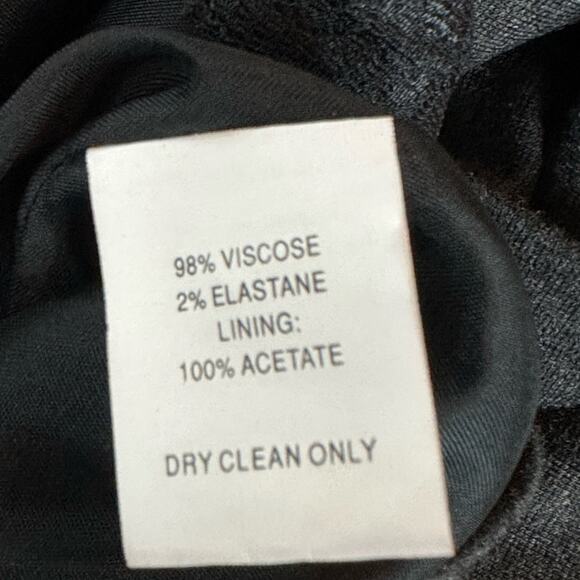 98% VISCOSE
2% ELASTANE
LINING:
100% ACETATE
DRY CLEAN ONLY